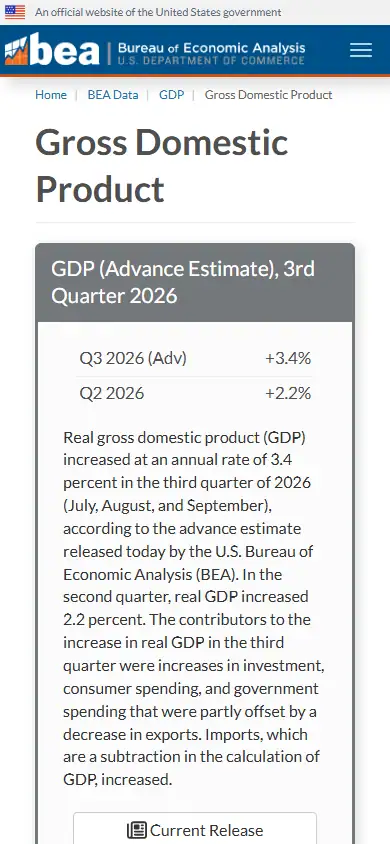 An official website of the United States government
bea | Bureau of Economic Analysis
U.S. DEPARTMENT OF COMMERCE
Home | BEA Data | GDP | Gross Domestic Product
Gross Domestic
Product
GDP (Advance Estimate), 3rd
Quarter 2026
Q3 2026 (Adv) +3.4%
Q2 2026 +2.2%
Real gross domestic product (GDP)
increased at an annual rate of 3.4
percent in the third quarter of 2026
(July, August, and September),
according to the advance estimate
released today by the U.S. Bureau of
Economic Analysis (BEA). In the
second quarter, real GDP increased
2.2 percent. The contributors to the
increase in real GDP in the third
quarter were increases in investment,
consumer spending, and government
spending that were partly offset by a
decrease in exports. Imports, which
are a subtraction in the calculation of
GDP, increased.
Current Release